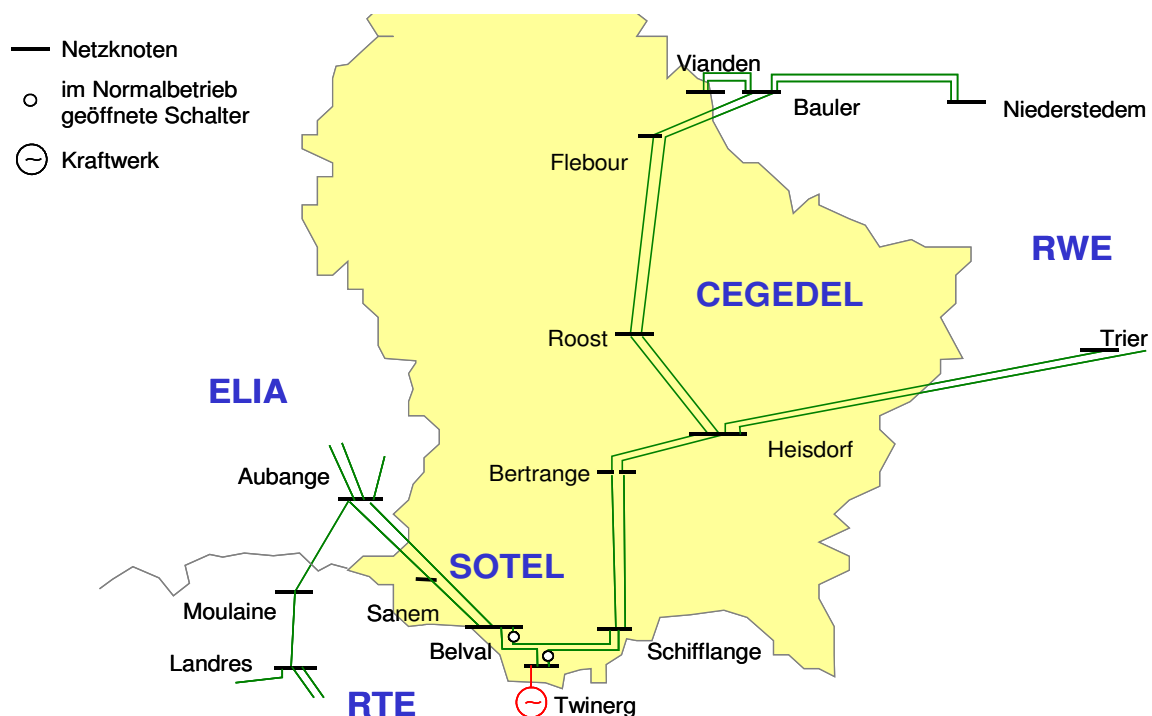 Netzknoten
im Normalbetrieb
geöffnete Schalter
~ Kraftwerk
Vianden
Bauler
Niederstedem
Flebour
RWE
CEGEDEL
Roost
Trier
ELIA
Heisdorf
Aubange
Bertrange
SOTEL
Moulaine
Sanem
Belval
Schifflange
Landres
RTE
~ Twinerg